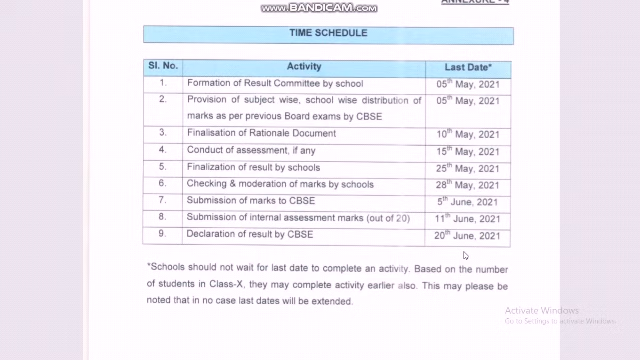 ANNEXURE - 4
WWW.BANDICAM.COM
TIME SCHEDULE
Sl. No. Activity Last Date*
1. Formation of Result Committee by school 05th May, 2021
2. Provision of subject wise, school wise distribution of 05th May, 2021
marks as per previous Board exams by CBSE
3. Finalisation of Rationale Document 10th May, 2021
4. Conduct of assessment, if any 15th May, 2021
5. Finalization of result by schools 25th May, 2021
6. Checking & moderation of marks by schools 28th May, 2021
7. Submission of marks to CBSE 5th June, 2021
8. Submission of internal assessment marks (out of 20) 11th June, 2021
9. Declaration of result by CBSE 20th June, 2021
*Schools should not wait for last date to complete an activity. Based on the number
of students in Class-X, they may complete activity earlier also. This may please be
noted that in no case last dates will be extended.
Activate Windows
Go to Settings to activate Windows.